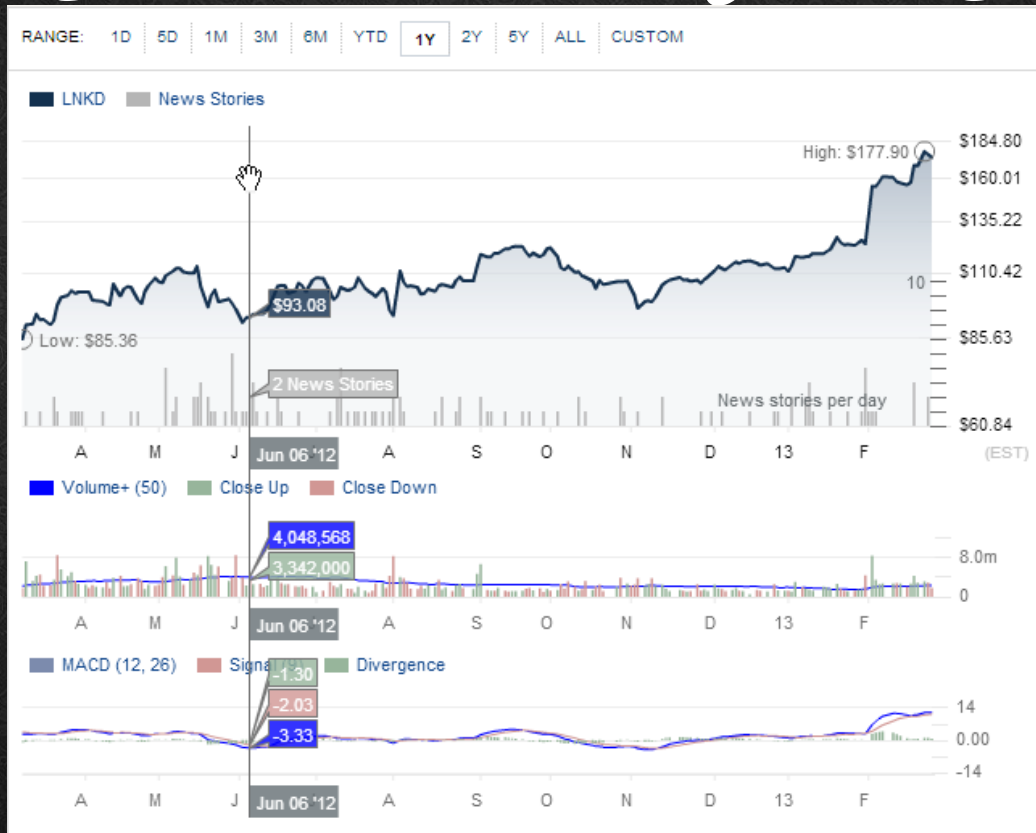 RANGE: 1D 5D 1M 3M 6M YTD 1Y 2Y 5Y ALL CUSTOM
LNKD News Stories
$184.80
High: $177.90
$160.01
$135.22
$110.42
10
$93.08
$85.63
Low: $85.36
2 News Stories
News stories per day
$60.84
A M J Jun 06 '12 A S O N D 13 F (EST)
Volume+ (50) Close Up Close Down
4,048,568
8.0m
3,342,000
0
A M J Jun 06 '12 A S O N D 13 F
MACD (12, 26) Signal (9) Divergence
-1.30
-2.03
14
-3.33
0.00
-14
A M J Jun 06 '12 A S O N D 13 F